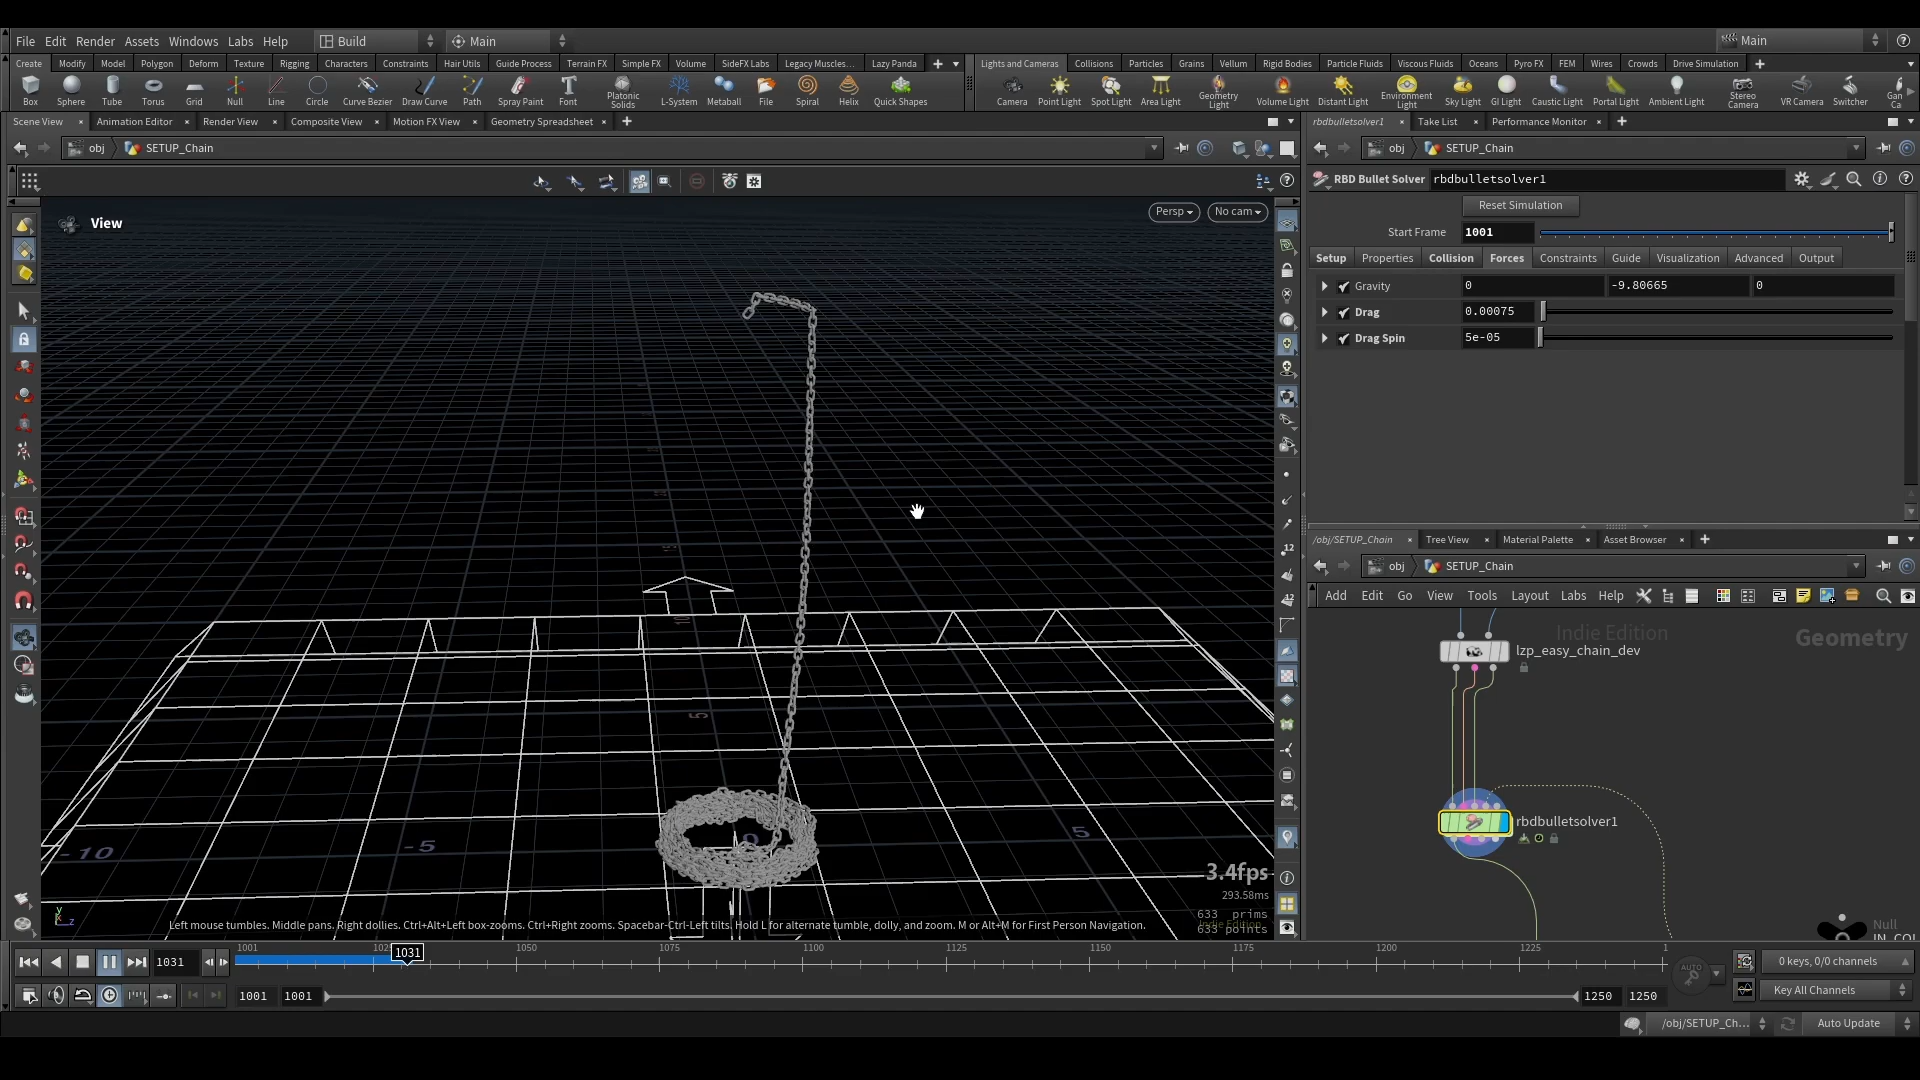 File Edit Render Assets Windows Labs Help Build Main Main
Create Modify Model Polygon Deform Texture Rigging Characters Constraints Hair Utils Guide Process Terrain FX Simple FX Volume SideFX Labs Legacy Muscles... Lazy Panda
Lights and Cameras Collisions Particles Grains Vellum Rigid Bodies Particle Fluids Viscous Fluids Oceans Pyro FX FEM Wires Crowds Drive Simulation
Box Sphere Tube Torus Grid Null Line Circle Curve Bezier Draw Curve Path Spray Paint Font Platonic Solids L-System Metaball File Spiral Helix Quick Shapes
Camera Point Light Spot Light Area Light Geometry Light Volume Light Distant Light Environment Light Sky Light GI Light Caustic Light Portal Light Ambient Light Stereo Camera VR Camera Switcher Gan Ca
Scene View Animation Editor Render View Composite View Motion FX View Geometry Spreadsheet
rbdbulletsolver1 Take List Performance Monitor
obj SETUP_Chain
obj SETUP_Chain
RBD Bullet Solver rbdbulletsolver1
View
Persp No cam
Reset Simulation
Start Frame 1001
Setup Properties Collision Forces Constraints Guide Visualization Advanced Output
Gravity 0 -9.80665 0
Drag 0.00075
Drag Spin 5e-05
/obj/SETUP_Chain Tree View Material Palette Asset Browser
obj SETUP_Chain
Add Edit Go View Tools Layout Labs Help
Indie Edition
Geometry
lzp_easy_chain_dev
rbdbulletsolver1
Null
10
5
-10 -5 0 5
3.4fps
293.58ms
633 prims
Indie Edition
633 points
Left mouse tumbles. Middle pans. Right dollies. Ctrl+Alt+Left box-zooms. Ctrl+Right zooms. Spacebar-Ctrl-Left tilts. Hold L for alternate tumble, dolly, and zoom. M or Alt+M for First Person Navigation.
1001 1031 1050 1075 1100 1125 1150 1175 1200 1225 1
1031
AUTO
0 keys, 0/0 channels
1001 1001 1250 1250
Key All Channels
/obj/SETUP_Ch... Auto Update